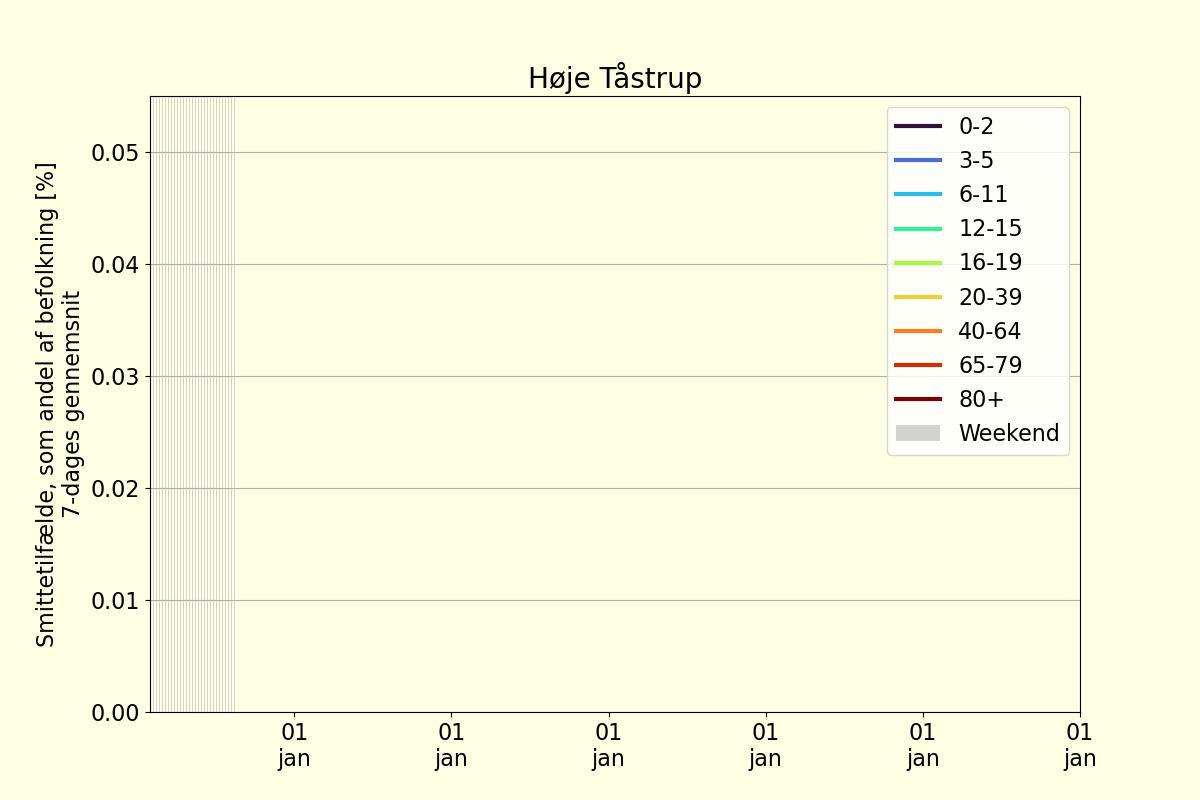 Høje Tåstrup
Smittetilfælde, som andel af befolkning [%]
7-dages gennemsnit
0.05
0.04
0.03
0.02
0.01
0.00
0-2
3-5
6-11
12-15
16-19
20-39
40-64
65-79
80+
Weekend
01
jan
01
jan
01
jan
01
jan
01
jan
01
jan